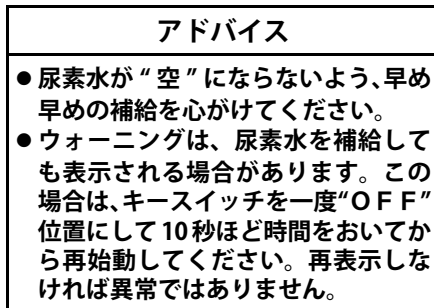 アドバイス
● 尿素水が“空”にならないよう、早め
早めの補給を心がけてください。
● ウォーニングは、尿素水を補給して
も表示される場合があります。この
場合は、キースイッチを一度“ＯＦＦ”
位置にして10秒ほど時間をおいてか
ら再始動してください。再表示しな
ければ異常ではありません。